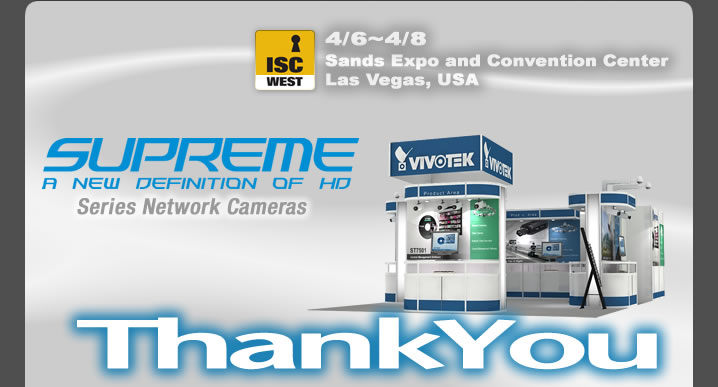 ISC
WEST
4/6~4/8
Sands Expo and Convention Center
Las Vegas, USA
SUPREME
A NEW DEFINITION OF HD
Series Network Cameras
VIVOTEK
VIVOTEK
Product Area
ST7501
ThankYou